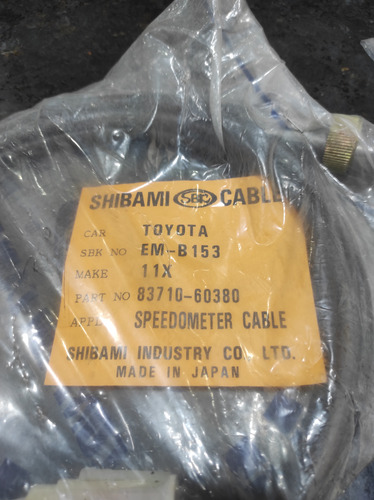 SHIBAMI SBK CABLE
CAR TOYOTA
SBK NO EM-B153
MAKE 11X
PART NO 83710-60380
APPL SPEEDOMETER CABLE
SHIBAMI INDUSTRY CO., LTD.
MADE IN JAPAN